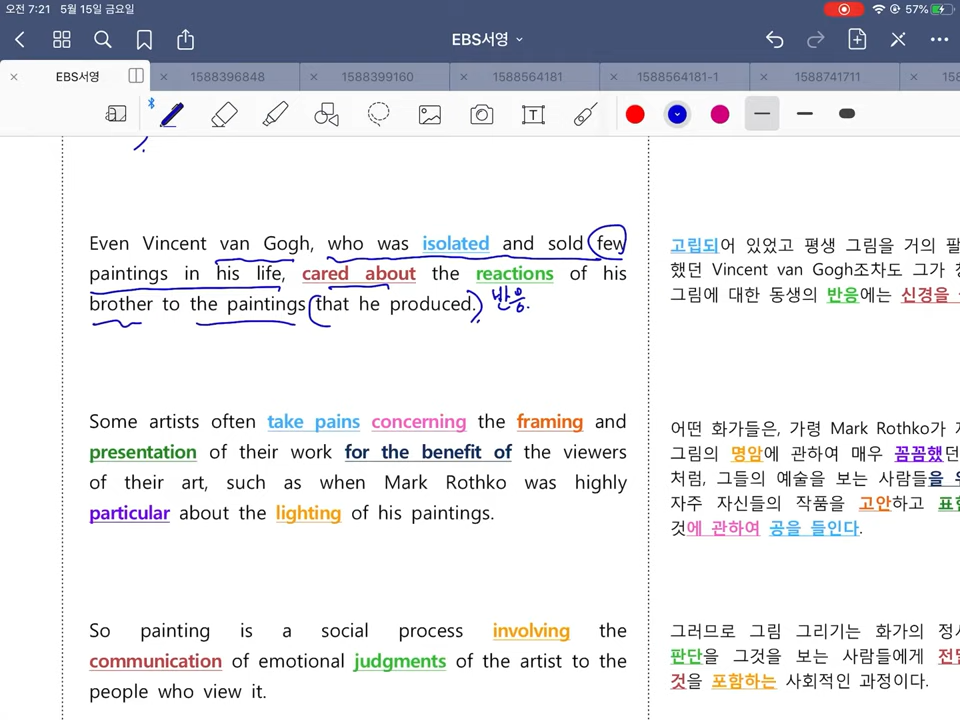 오전 7:21 5월 15일 금요일 57%
EBS서영
EBS서영 1588396848 1588399160 1588564181 1588564181-1 1588741711
Even Vincent van Gogh, who was isolated and sold few
paintings in his life, cared about the reactions of his
brother to the paintings (that he produced.) 반응.
고립되어 있었고 평생 그림을 거의
했던 Vincent van Gogh조차도 그가
그림에 대한 동생의 반응에는 신경을
Some artists often take pains concerning the framing and
presentation of their work for the benefit of the viewers
of their art, such as when Mark Rothko was highly
particular about the lighting of his paintings.
어떤 화가들은, 가령 Mark Rothko가
그림의 명암에 관하여 매우 꼼꼼했던
처럼, 그들의 예술을 보는 사람들을
자주 자신들의 작품을 고안하고
것에 관하여 공을 들인다.
So painting is a social process involving the
communication of emotional judgments of the artist to the
people who view it.
그러므로 그림 그리기는 화가의
판단을 그것을 보는 사람들에게
것을 포함하는 사회적인 과정이다.